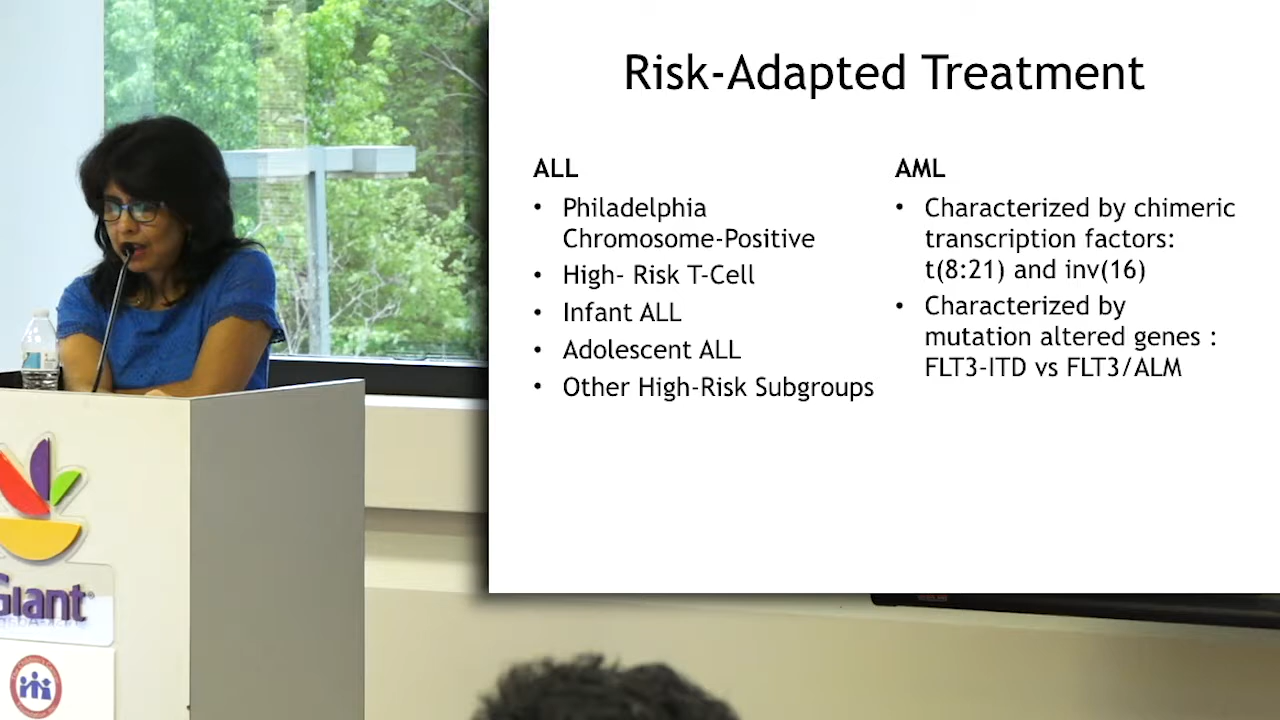 Risk-Adapted Treatment
ALL
• Philadelphia
Chromosome-Positive
• High- Risk T-Cell
• Infant ALL
• Adolescent ALL
• Other High-Risk Subgroups
AML
• Characterized by chimeric
transcription factors:
t(8:21) and inv(16)
• Characterized by
mutation altered genes :
FLT3-ITD vs FLT3/ALM
Giant